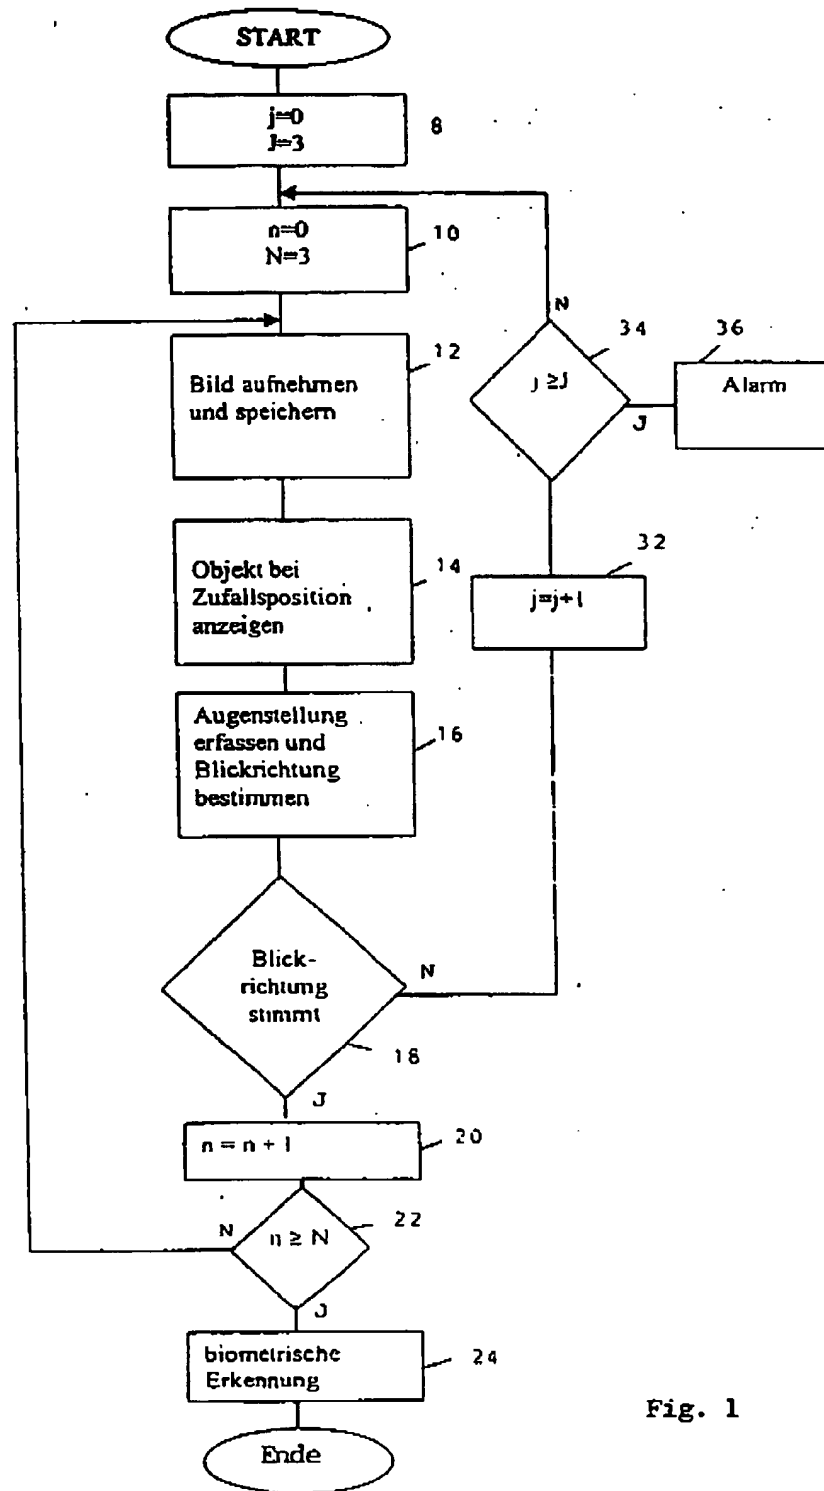 START
j=0
J=3
8
n=0
N=3
10
N
34
36
12
Bild aufnehmen
und speichern
J ≥J
Alarm
J
32
Objekt bei
Zufallsposition
anzeigen
14
j=j+1
Augenstellung
erfassen und
Blickrichtung
bestimmen
16
Blick-
richtung
stimmt
N
18
J
n = n + 1
20
N
n ≥ N
22
J
biometrische
Erkennung
24
Ende
Fig. 1